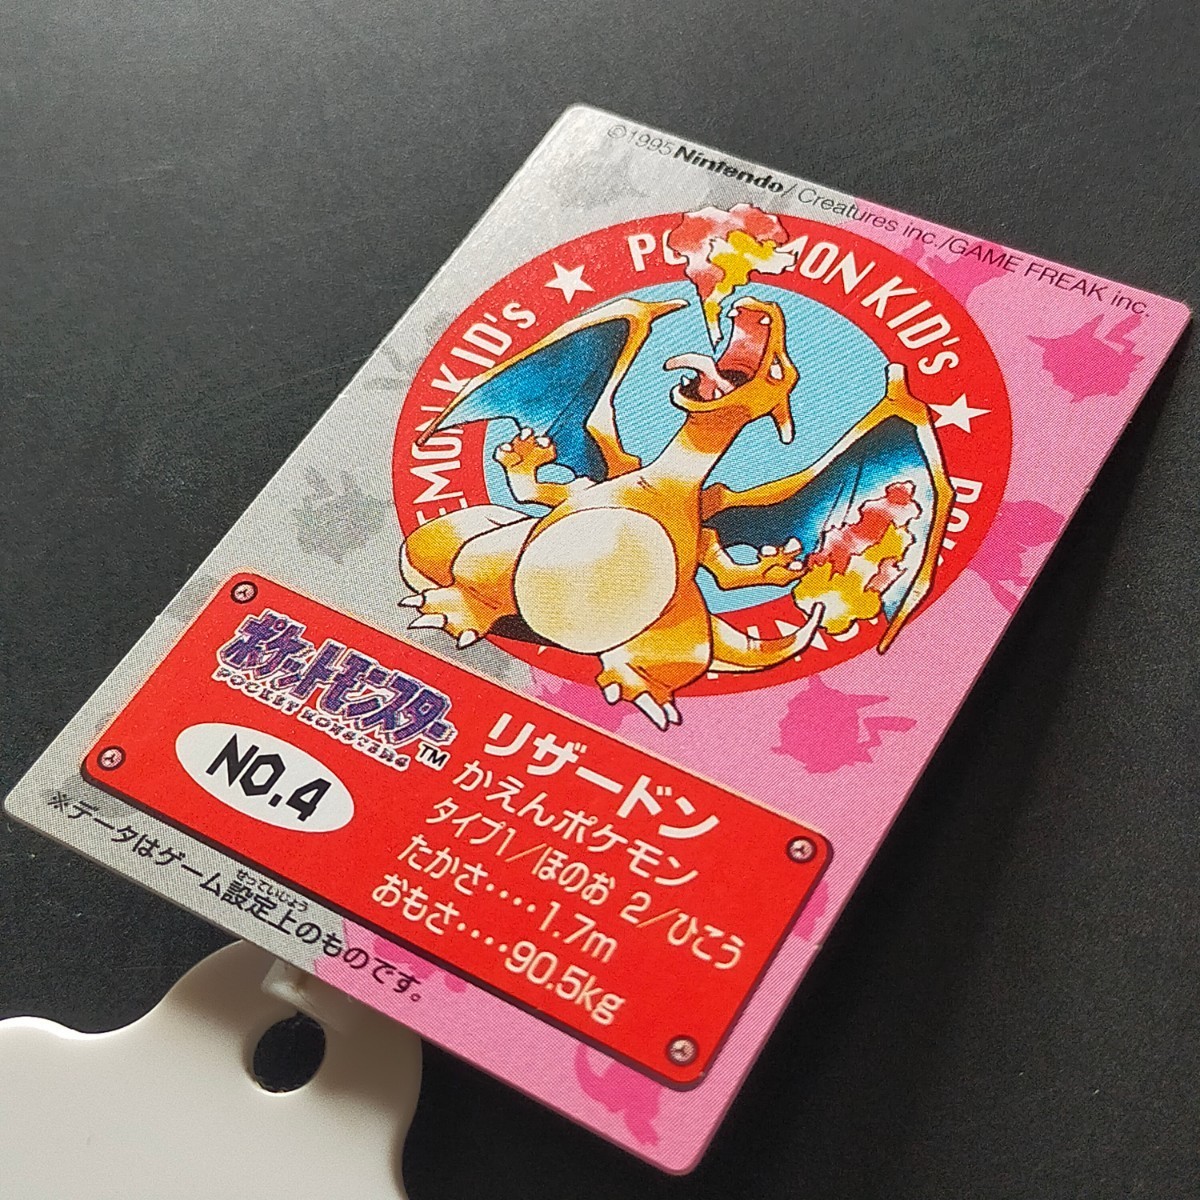 ©1995 Nintendo/Creatures inc./GAME FREAK inc.
POKEMON KID's ★
ポケットモンスター
POCKET MONSTERS
TM
NO.4
リザードン
かえんポケモン
タイプ1/ほのお 2/ひこう
たかさ‥‥1.7m
おもさ‥‥90.5kg
せっていじょう
※データはゲーム設定上のものです。